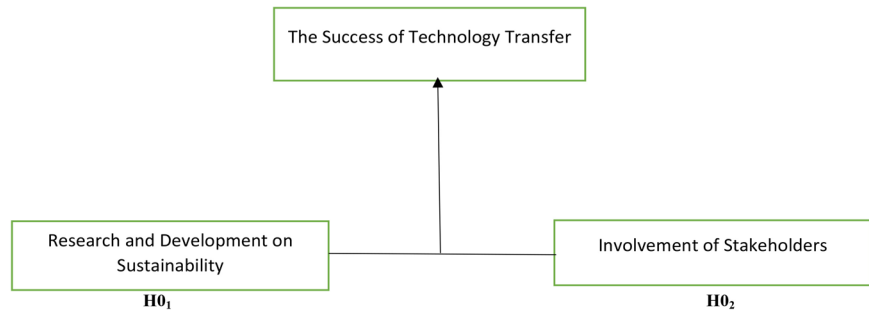 The Success of Technology Transfer
Research and Development on
Sustainability
Involvement of Stakeholders
H0₁
H0₂